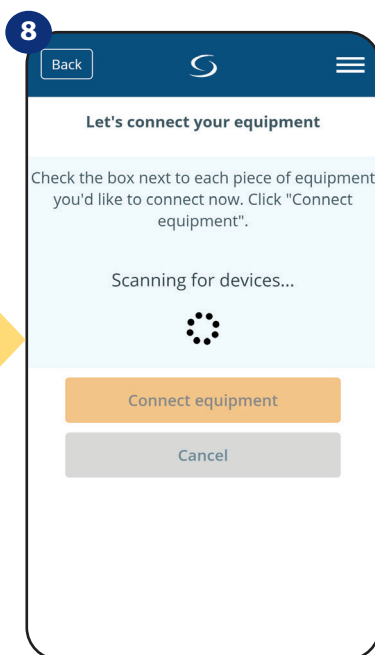 8
Back
Let's connect your equipment
Check the box next to each piece of equipment
you'd like to connect now. Click "Connect
equipment".
Scanning for devices...
Connect equipment
Cancel